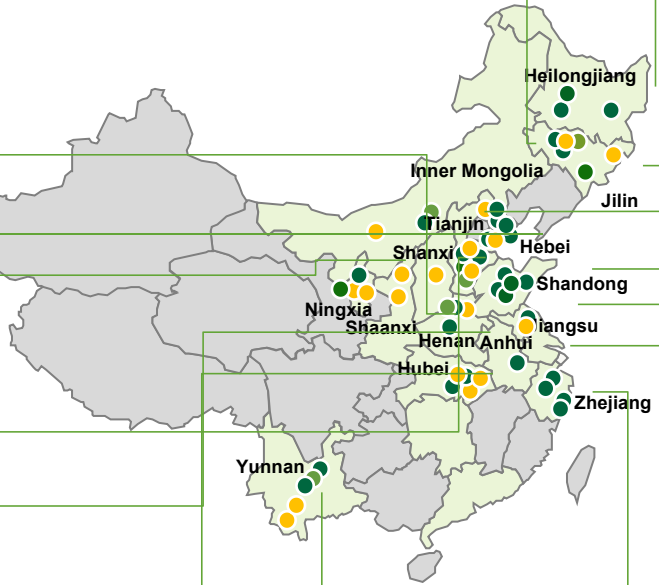 Heilongjiang
Inner Mongolia
Jilin
Tianjin
Hebei
Shanxi
Shandong
Ningxia
Shaanxi
Jiangsu
Henan
Anhui
Hubei
Zhejiang
Yunnan